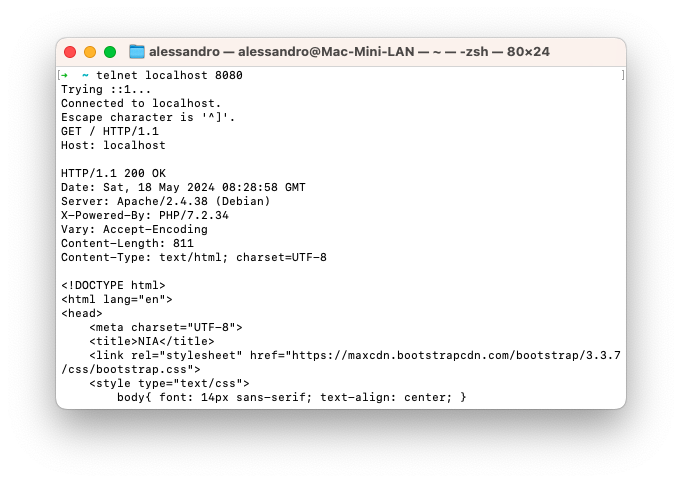 alessandro — alessandro@Mac-Mini-LAN — ~ — -zsh — 80×24
[➜  ~ telnet localhost 8080 ]
Trying ::1...
Connected to localhost.
Escape character is '^]'.
GET / HTTP/1.1
Host: localhost

HTTP/1.1 200 OK
Date: Sat, 18 May 2024 08:28:58 GMT
Server: Apache/2.4.38 (Debian)
X-Powered-By: PHP/7.2.34
Vary: Accept-Encoding
Content-Length: 811
Content-Type: text/html; charset=UTF-8

<!DOCTYPE html>
<html lang="en">
<head>
    <meta charset="UTF-8">
    <title>NIA</title>
    <link rel="stylesheet" href="https://maxcdn.bootstrapcdn.com/bootstrap/3.3.7
/css/bootstrap.css">
    <style type="text/css">
        body{ font: 14px sans-serif; text-align: center; }